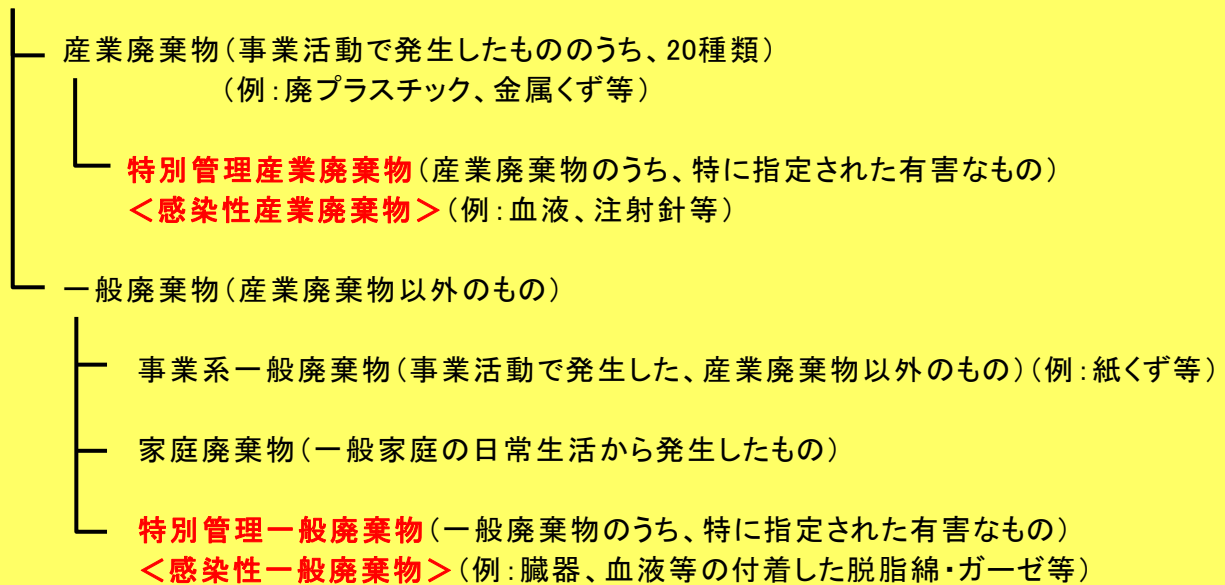 産業廃棄物（事業活動で発生したもののうち、20種類）
（例：廃プラスチック、金属くず等）
特別管理産業廃棄物（産業廃棄物のうち、特に指定された有害なもの）
＜感染性産業廃棄物＞（例：血液、注射針等）
一般廃棄物（産業廃棄物以外のもの）
事業系一般廃棄物（事業活動で発生した、産業廃棄物以外のもの）（例：紙くず等）
家庭廃棄物（一般家庭の日常生活から発生したもの）
特別管理一般廃棄物（一般廃棄物のうち、特に指定された有害なもの）
＜感染性一般廃棄物＞（例：臓器、血液等の付着した脱脂綿・ガーゼ等）